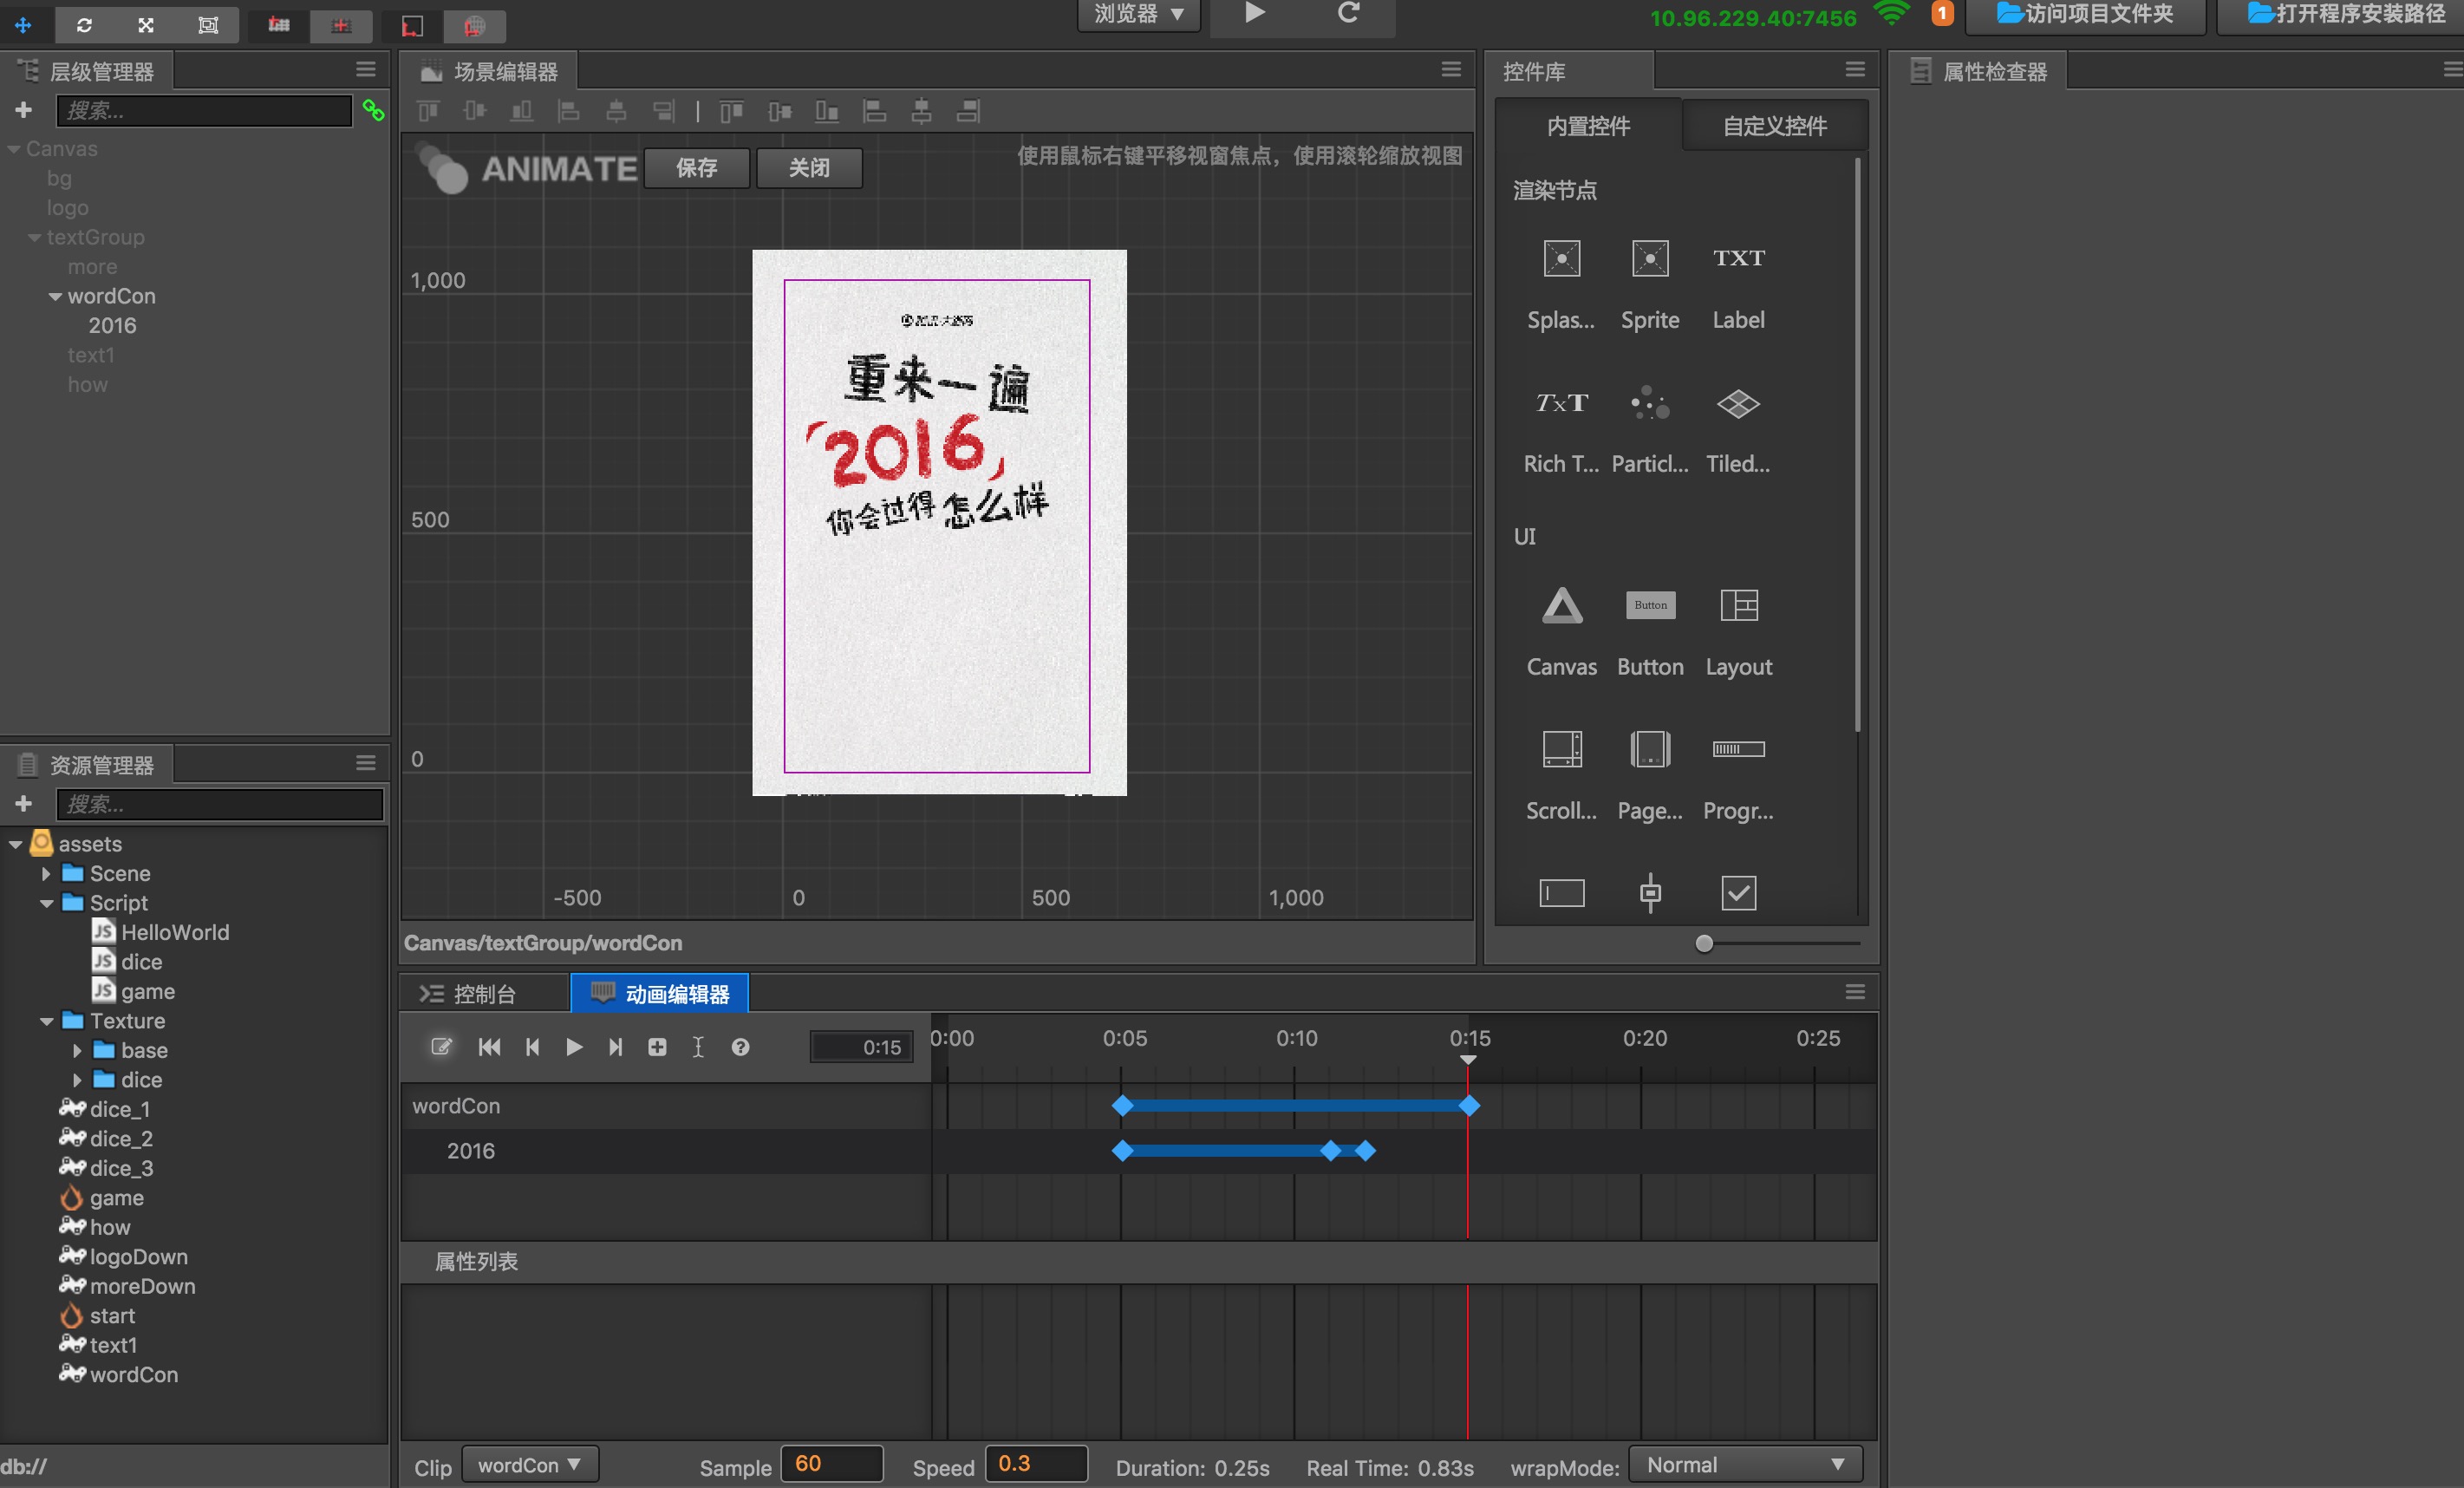 浏览器
10.96.229.40:7456
1
访问项目文件夹
打开程序安装路径
层级管理器
搜索...
Canvas
bg
logo
textGroup
more
wordCon
2016
text1
how
场景编辑器
ANIMATE
保存
关闭
使用鼠标右键平移视窗焦点，使用滚轮缩放视图
1,000
500
0
-500
0
500
1,000
重来一遍
「2016」
你会过得怎么样
Canvas/textGroup/wordCon
控件库
内置控件
自定义控件
渲染节点
TXT
Splas... Sprite Label
TxT
Rich T... Particl... Tiled...
UI
Button
Canvas Button Layout
Scroll... Page... Progr...
属性检查器
资源管理器
搜索...
assets
Scene
Script
JS HelloWorld
JS dice
JS game
Texture
base
dice
dice_1
dice_2
dice_3
game
how
logoDown
moreDown
start
text1
wordCon
db://
控制台
动画编辑器
0:15
0:00 0:05 0:10 0:15 0:20 0:25
wordCon
2016
属性列表
Clip wordCon Sample 60 Speed 0.3 Duration: 0.25s Real Time: 0.83s wrapMode: Normal